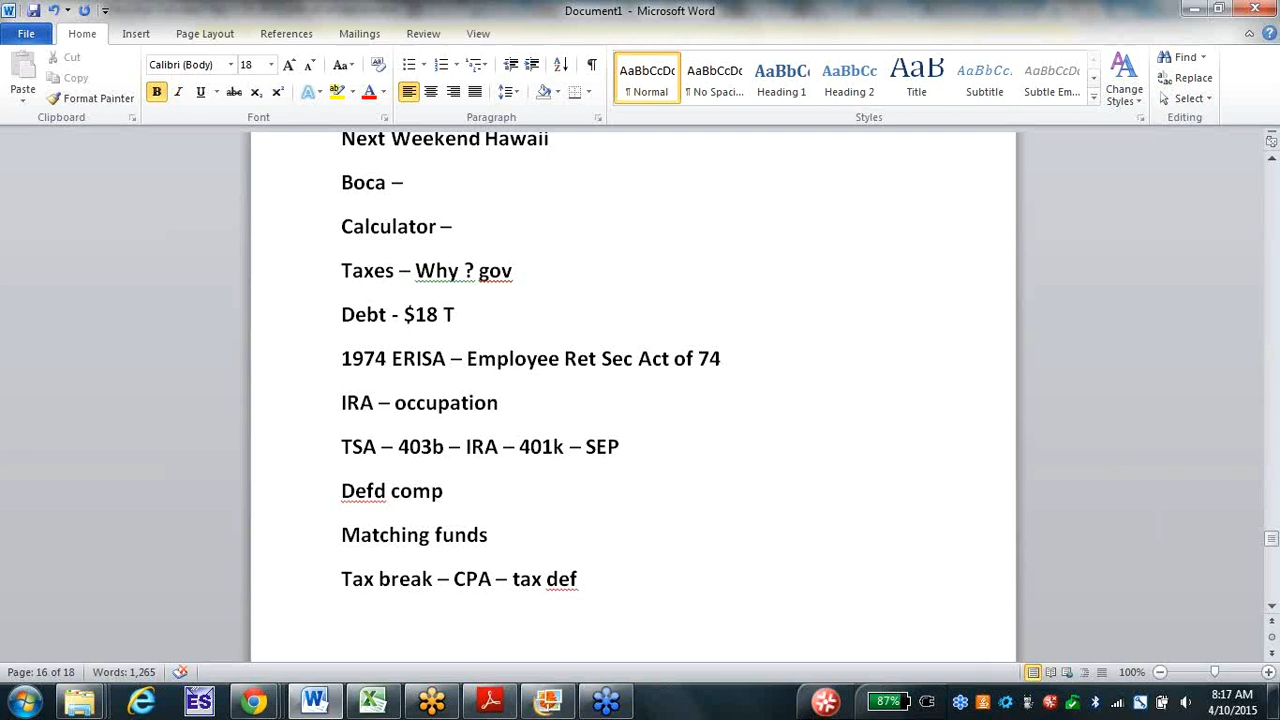 Document1 - Microsoft Word
File Home Insert Page Layout References Mailings Review View
Cut
Copy
Format Painter
Paste
Calibri (Body) 18
AaBbCcDc AaBbCcDc AaBbCc AaBbCc AaB AaBbCc. AaBbCcDc
¶ Normal ¶ No Spaci... Heading 1 Heading 2 Title Subtitle Subtle Em...
Change Styles
Find
Replace
Select
Clipboard Font Paragraph Styles Editing
Next Weekend Hawaii
Boca –
Calculator –
Taxes – Why ? gov
Debt - $18 T
1974 ERISA – Employee Ret Sec Act of 74
IRA – occupation
TSA – 403b – IRA – 401k – SEP
Defd comp
Matching funds
Tax break – CPA – tax def
Page: 16 of 18 Words: 1,265 100%
ES 87% 8:17 AM
4/10/2015